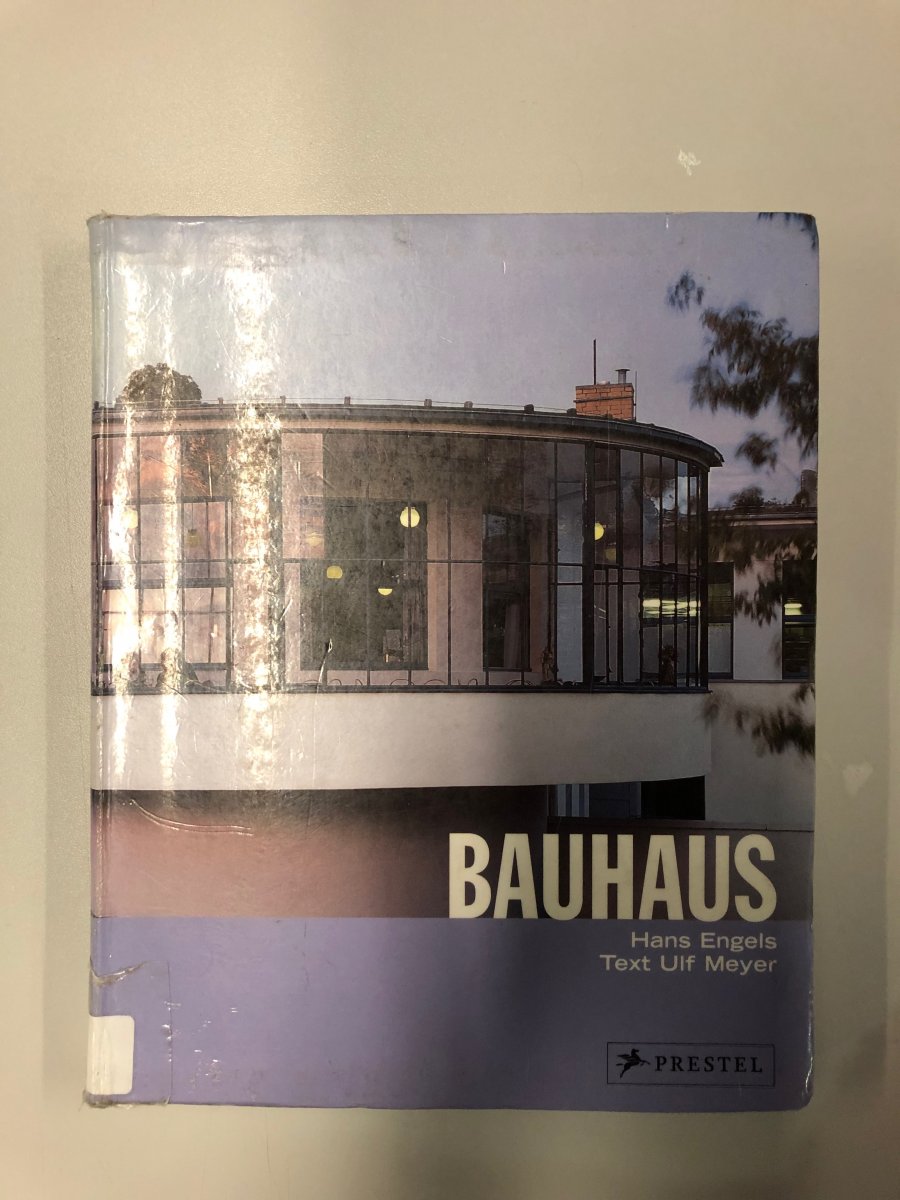 BAUHAUS
Hans Engels
Text Ulf Meyer
PRESTEL